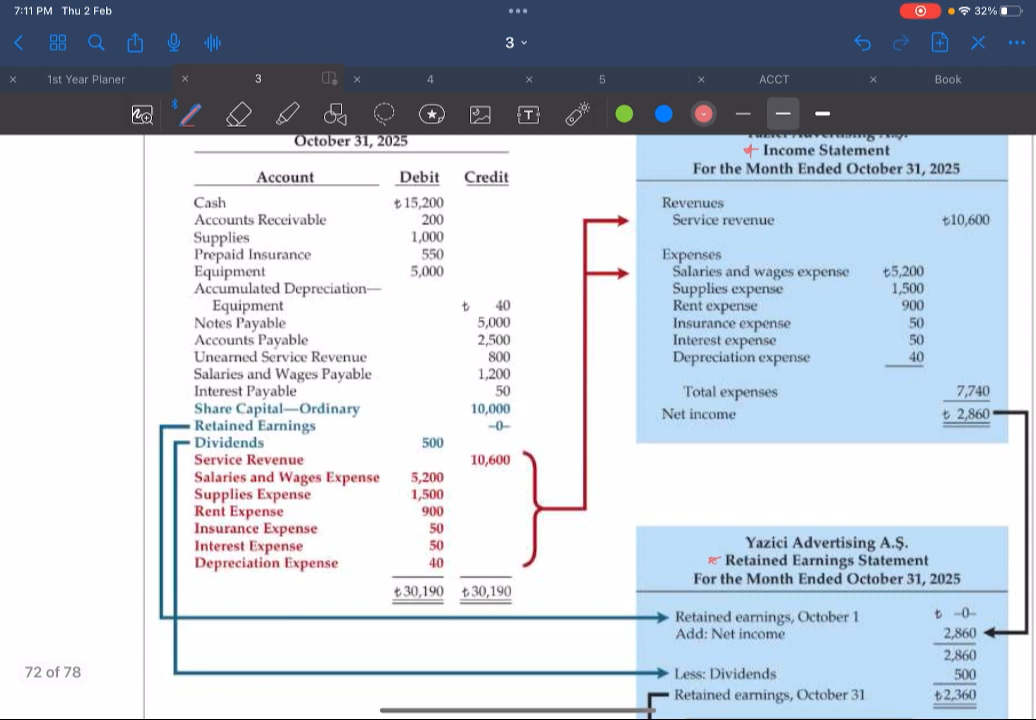 7:11 PM Thu 2 Feb
32%
3
1st Year Planer
3
4
5
ACCT
Book
October 31, 2025
Account Debit Credit
Cash ₺15,200
Accounts Receivable 200
Supplies 1,000
Prepaid Insurance 550
Equipment 5,000
Accumulated Depreciation—
Equipment ₺ 40
Notes Payable 5,000
Accounts Payable 2,500
Unearned Service Revenue 800
Salaries and Wages Payable 1,200
Interest Payable 50
Share Capital—Ordinary 10,000
Retained Earnings -0-
Dividends 500
Service Revenue 10,600
Salaries and Wages Expense 5,200
Supplies Expense 1,500
Rent Expense 900
Insurance Expense 50
Interest Expense 50
Depreciation Expense 40
₺30,190 ₺30,190
72 of 78
Yazici Advertising A.Ş.
Income Statement
For the Month Ended October 31, 2025
Revenues
Service revenue ₺10,600
Expenses
Salaries and wages expense ₺5,200
Supplies expense 1,500
Rent expense 900
Insurance expense 50
Interest expense 50
Depreciation expense 40
Total expenses 7,740
Net income ₺ 2,860
Yazici Advertising A.Ş.
Retained Earnings Statement
For the Month Ended October 31, 2025
Retained earnings, October 1 ₺ -0-
Add: Net income 2,860
2,860
Less: Dividends 500
Retained earnings, October 31 ₺2,360